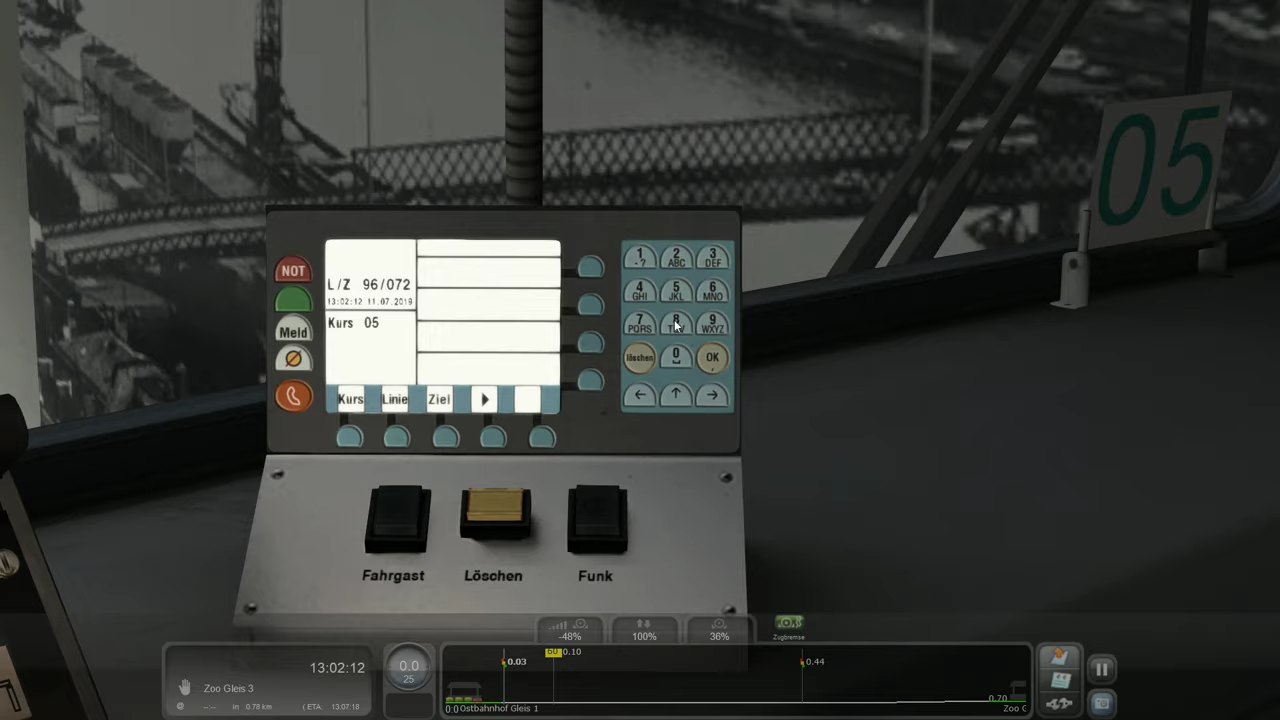 05
NOT
Meld
L/Z 96/072
13:02:12 11.07.2019
Kurs 05
Kurs Linie Ziel
1 2 ABC 3 DEF
4 GHI 5 JKL 6 MNO
7 PQRS 8 9 WXYZ
löschen 0 OK
Fahrgast Löschen Funk
-48% 100% 36% Zugbremse
13:02:12
Zoo Gleis 3
--:-- in 0.78 km ( ETA: 13:07:18
0.0
25
0.03 0.10 0.44
0.70
0.0 Ostbahnhof Gleis 1 Zoo G